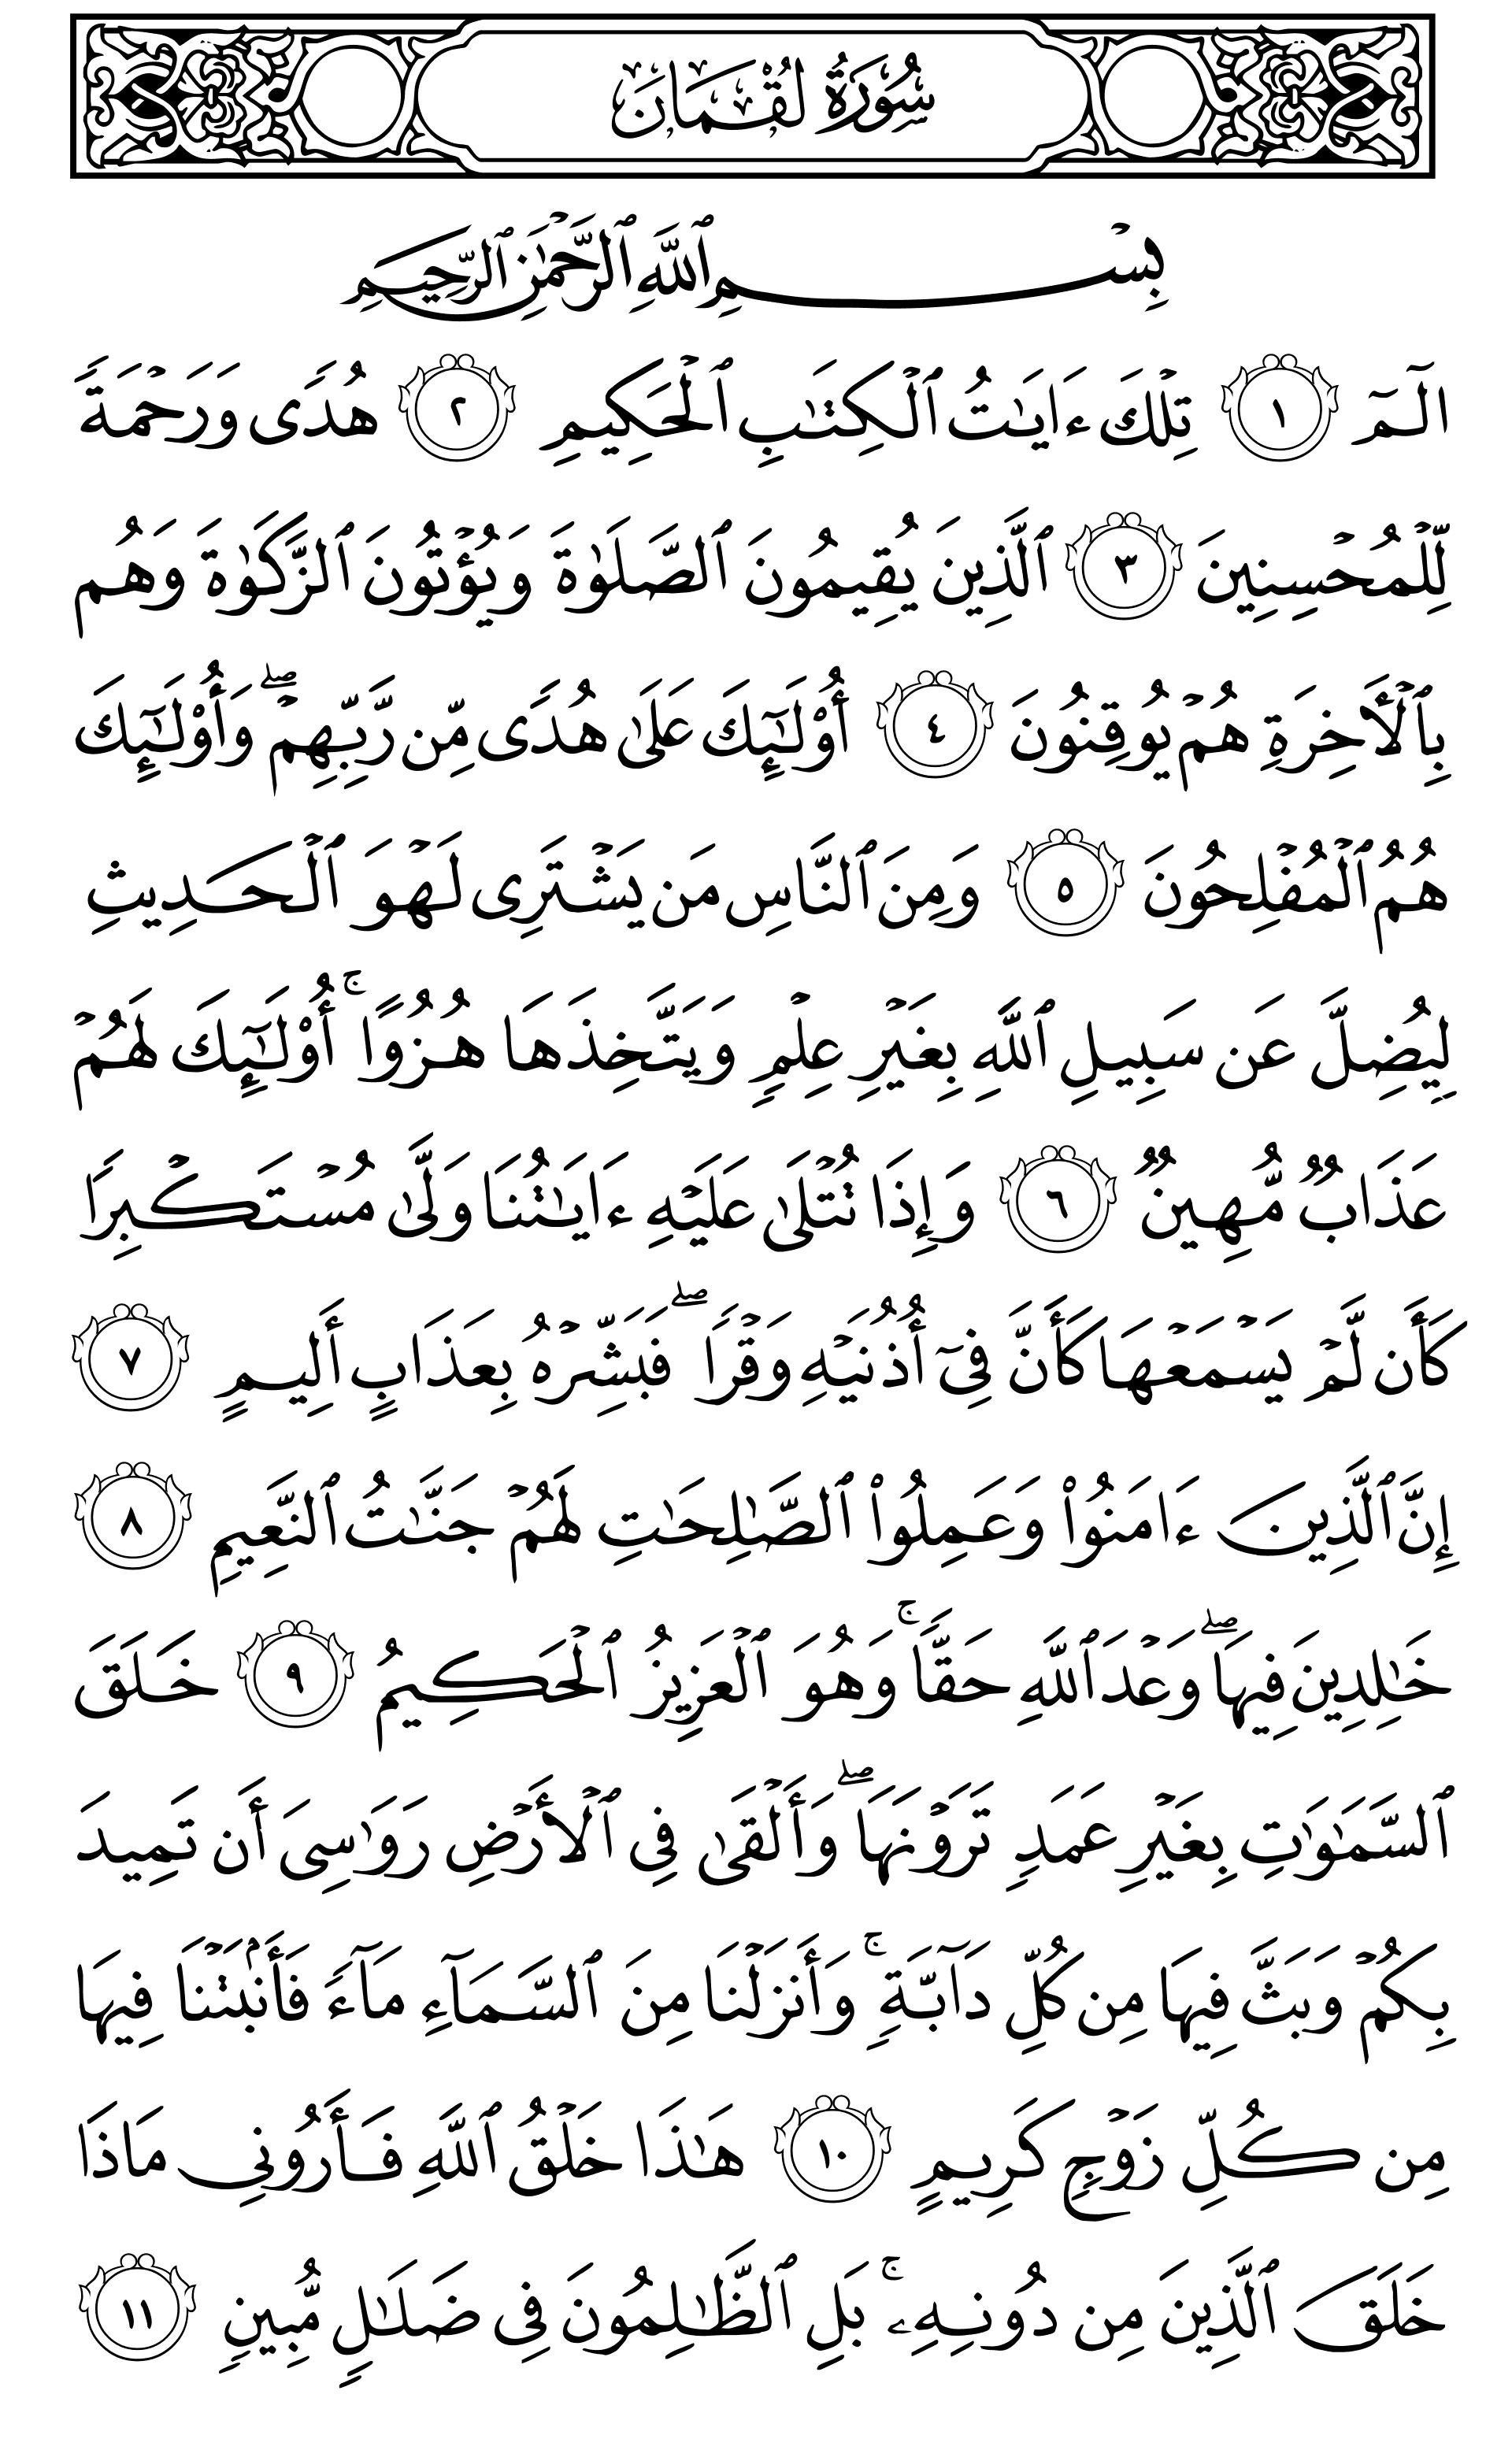 سُورَةُ لُقْمَانَ
بِسْمِ ٱللَّهِ ٱلرَّحْمَٰنِ ٱلرَّحِيمِ
الٓمٓ ١ تِلْكَ ءَايَٰتُ ٱلْكِتَٰبِ ٱلْحَكِيمِ ٢ هُدًى وَرَحْمَةً
لِّلْمُحْسِنِينَ ٣ ٱلَّذِينَ يُقِيمُونَ ٱلصَّلَوٰةَ وَيُؤْتُونَ ٱلزَّكَوٰةَ وَهُم
بِٱلْأَخِرَةِ هُمْ يُوقِنُونَ ٤ أُو۟لَٰٓئِكَ عَلَىٰ هُدًى مِّن رَّبِّهِمْ ۖ وَأُو۟لَٰٓئِكَ
هُمُ ٱلْمُفْلِحُونَ ٥ وَمِنَ ٱلنَّاسِ مَن يَشْتَرِى لَهْوَ ٱلْحَدِيثِ
لِيُضِلَّ عَن سَبِيلِ ٱللَّهِ بِغَيْرِ عِلْمٍ وَيَتَّخِذَهَا هُزُوًا ۚ أُو۟لَٰٓئِكَ لَهُمْ
عَذَابٌ مُّهِينٌ ٦ وَإِذَا تُتْلَىٰ عَلَيْهِ ءَايَٰتُنَا وَلَّىٰ مُسْتَكْبِرًا
كَأَن لَّمْ يَسْمَعْهَا كَأَنَّ فِىٓ أُذُنَيْهِ وَقْرًا ۖ فَبَشِّرْهُ بِعَذَابٍ أَلِيمٍ ٧
إِنَّ ٱلَّذِينَ ءَامَنُوا۟ وَعَمِلُوا۟ ٱلصَّٰلِحَٰتِ لَهُمْ جَنَّٰتُ ٱلنَّعِيمِ ٨
خَٰلِدِينَ فِيهَا ۖ وَعْدَ ٱللَّهِ حَقًّا ۚ وَهُوَ ٱلْعَزِيزُ ٱلْحَكِيمُ ٩ خَلَقَ
ٱلسَّمَٰوَٰتِ بِغَيْرِ عَمَدٍ تَرَوْنَهَا ۖ وَأَلْقَىٰ فِى ٱلْأَرْضِ رَوَٰسِىَ أَن تَمِيدَ
بِكُمْ وَبَثَّ فِيهَا مِن كُلِّ دَآبَّةٍ ۚ وَأَنزَلْنَا مِنَ ٱلسَّمَآءِ مَآءً فَأَنۢبَتْنَا فِيهَا
مِن كُلِّ زَوْجٍ كَرِيمٍ ١٠ هَٰذَا خَلْقُ ٱللَّهِ فَأَرُونِى مَاذَا
خَلَقَ ٱلَّذِينَ مِن دُونِهِۦ ۚ بَلِ ٱلظَّٰلِمُونَ فِى ضَلَٰلٍ مُّبِينٍ ١١